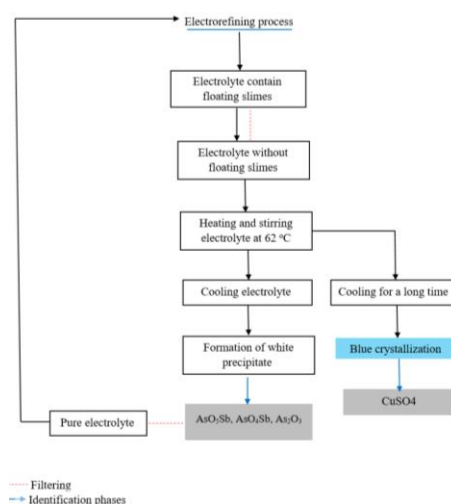 Electrorefining process
Electrolyte contain
floating slimes
Electrolyte without
floating slimes
Heating and stirring
electrolyte at 62 °C
Cooling electrolyte
Cooling for a long time
Formation of white
precipitate
Blue crystallization
CuSO4
Pure electrolyte
AsO₃Sb, AsO₄Sb, As₂O₃
Filtering
Identification phases